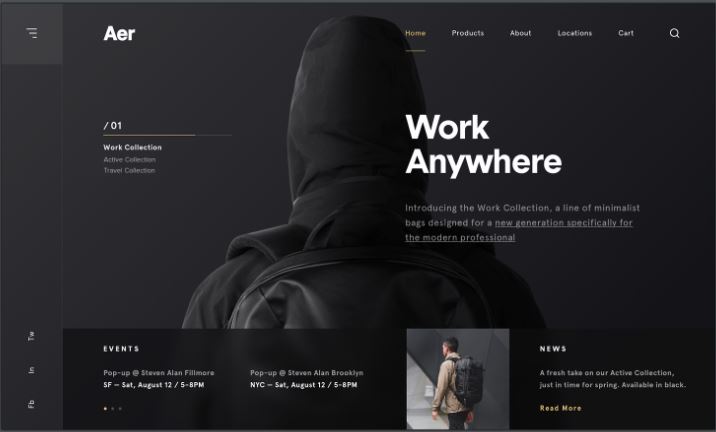 Aer
Home
Products
About
Locations
Cart
/ 01
Work Collection
Active Collection
Travel Collection
Work
Anywhere
Introducing the Work Collection, a line of minimalist
bags designed for a new generation specifically for
the modern professional
Tw
In
Fb
EVENTS
Pop-up @ Steven Alan Fillmore
SF — Sat, August 12 / 5-8PM
Pop-up @ Steven Alan Brooklyn
NYC — Sat, August 12 / 5-8PM
NEWS
A fresh take on our Active Collection,
just in time for spring. Available in black.
Read More